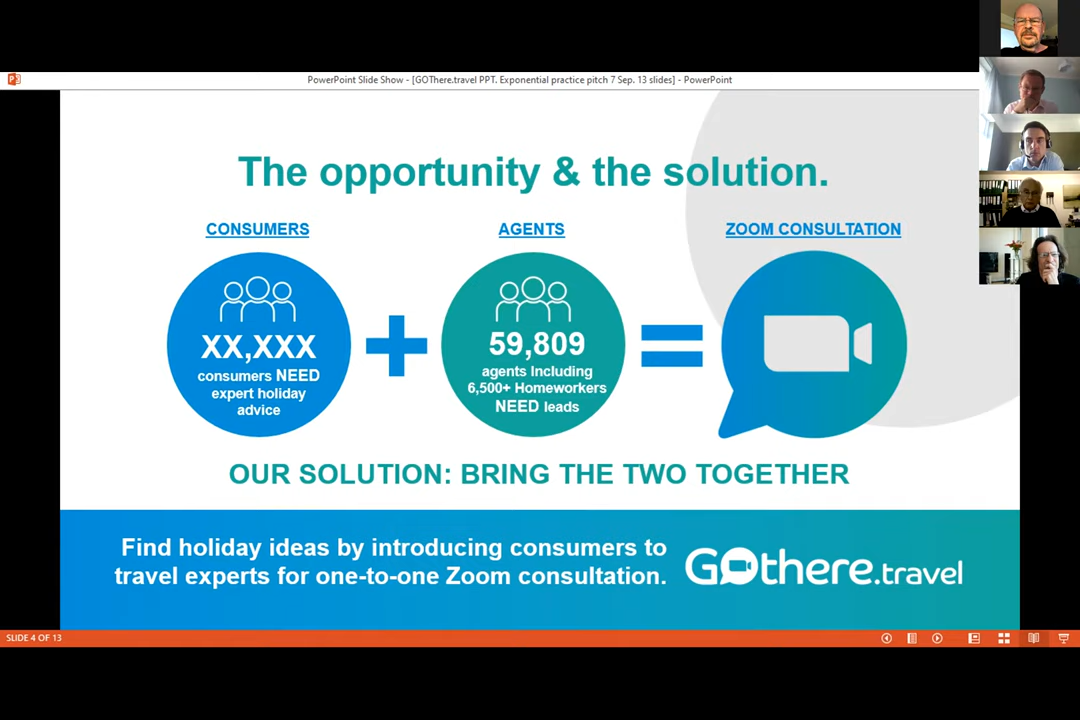 PowerPoint Slide Show - [GOThere.travel PPT. Exponential practice pitch 7 Sep. 13 slides] - PowerPoint
The opportunity & the solution.
CONSUMERS
XX,XXX
consumers NEED
expert holiday
advice
+
AGENTS
59,809
agents Including
6,500+ Homeworkers
NEED leads
=
ZOOM CONSULTATION
OUR SOLUTION: BRING THE TWO TOGETHER
Find holiday ideas by introducing consumers to
travel experts for one-to-one Zoom consultation.
GOthere.travel
SLIDE 4 OF 13